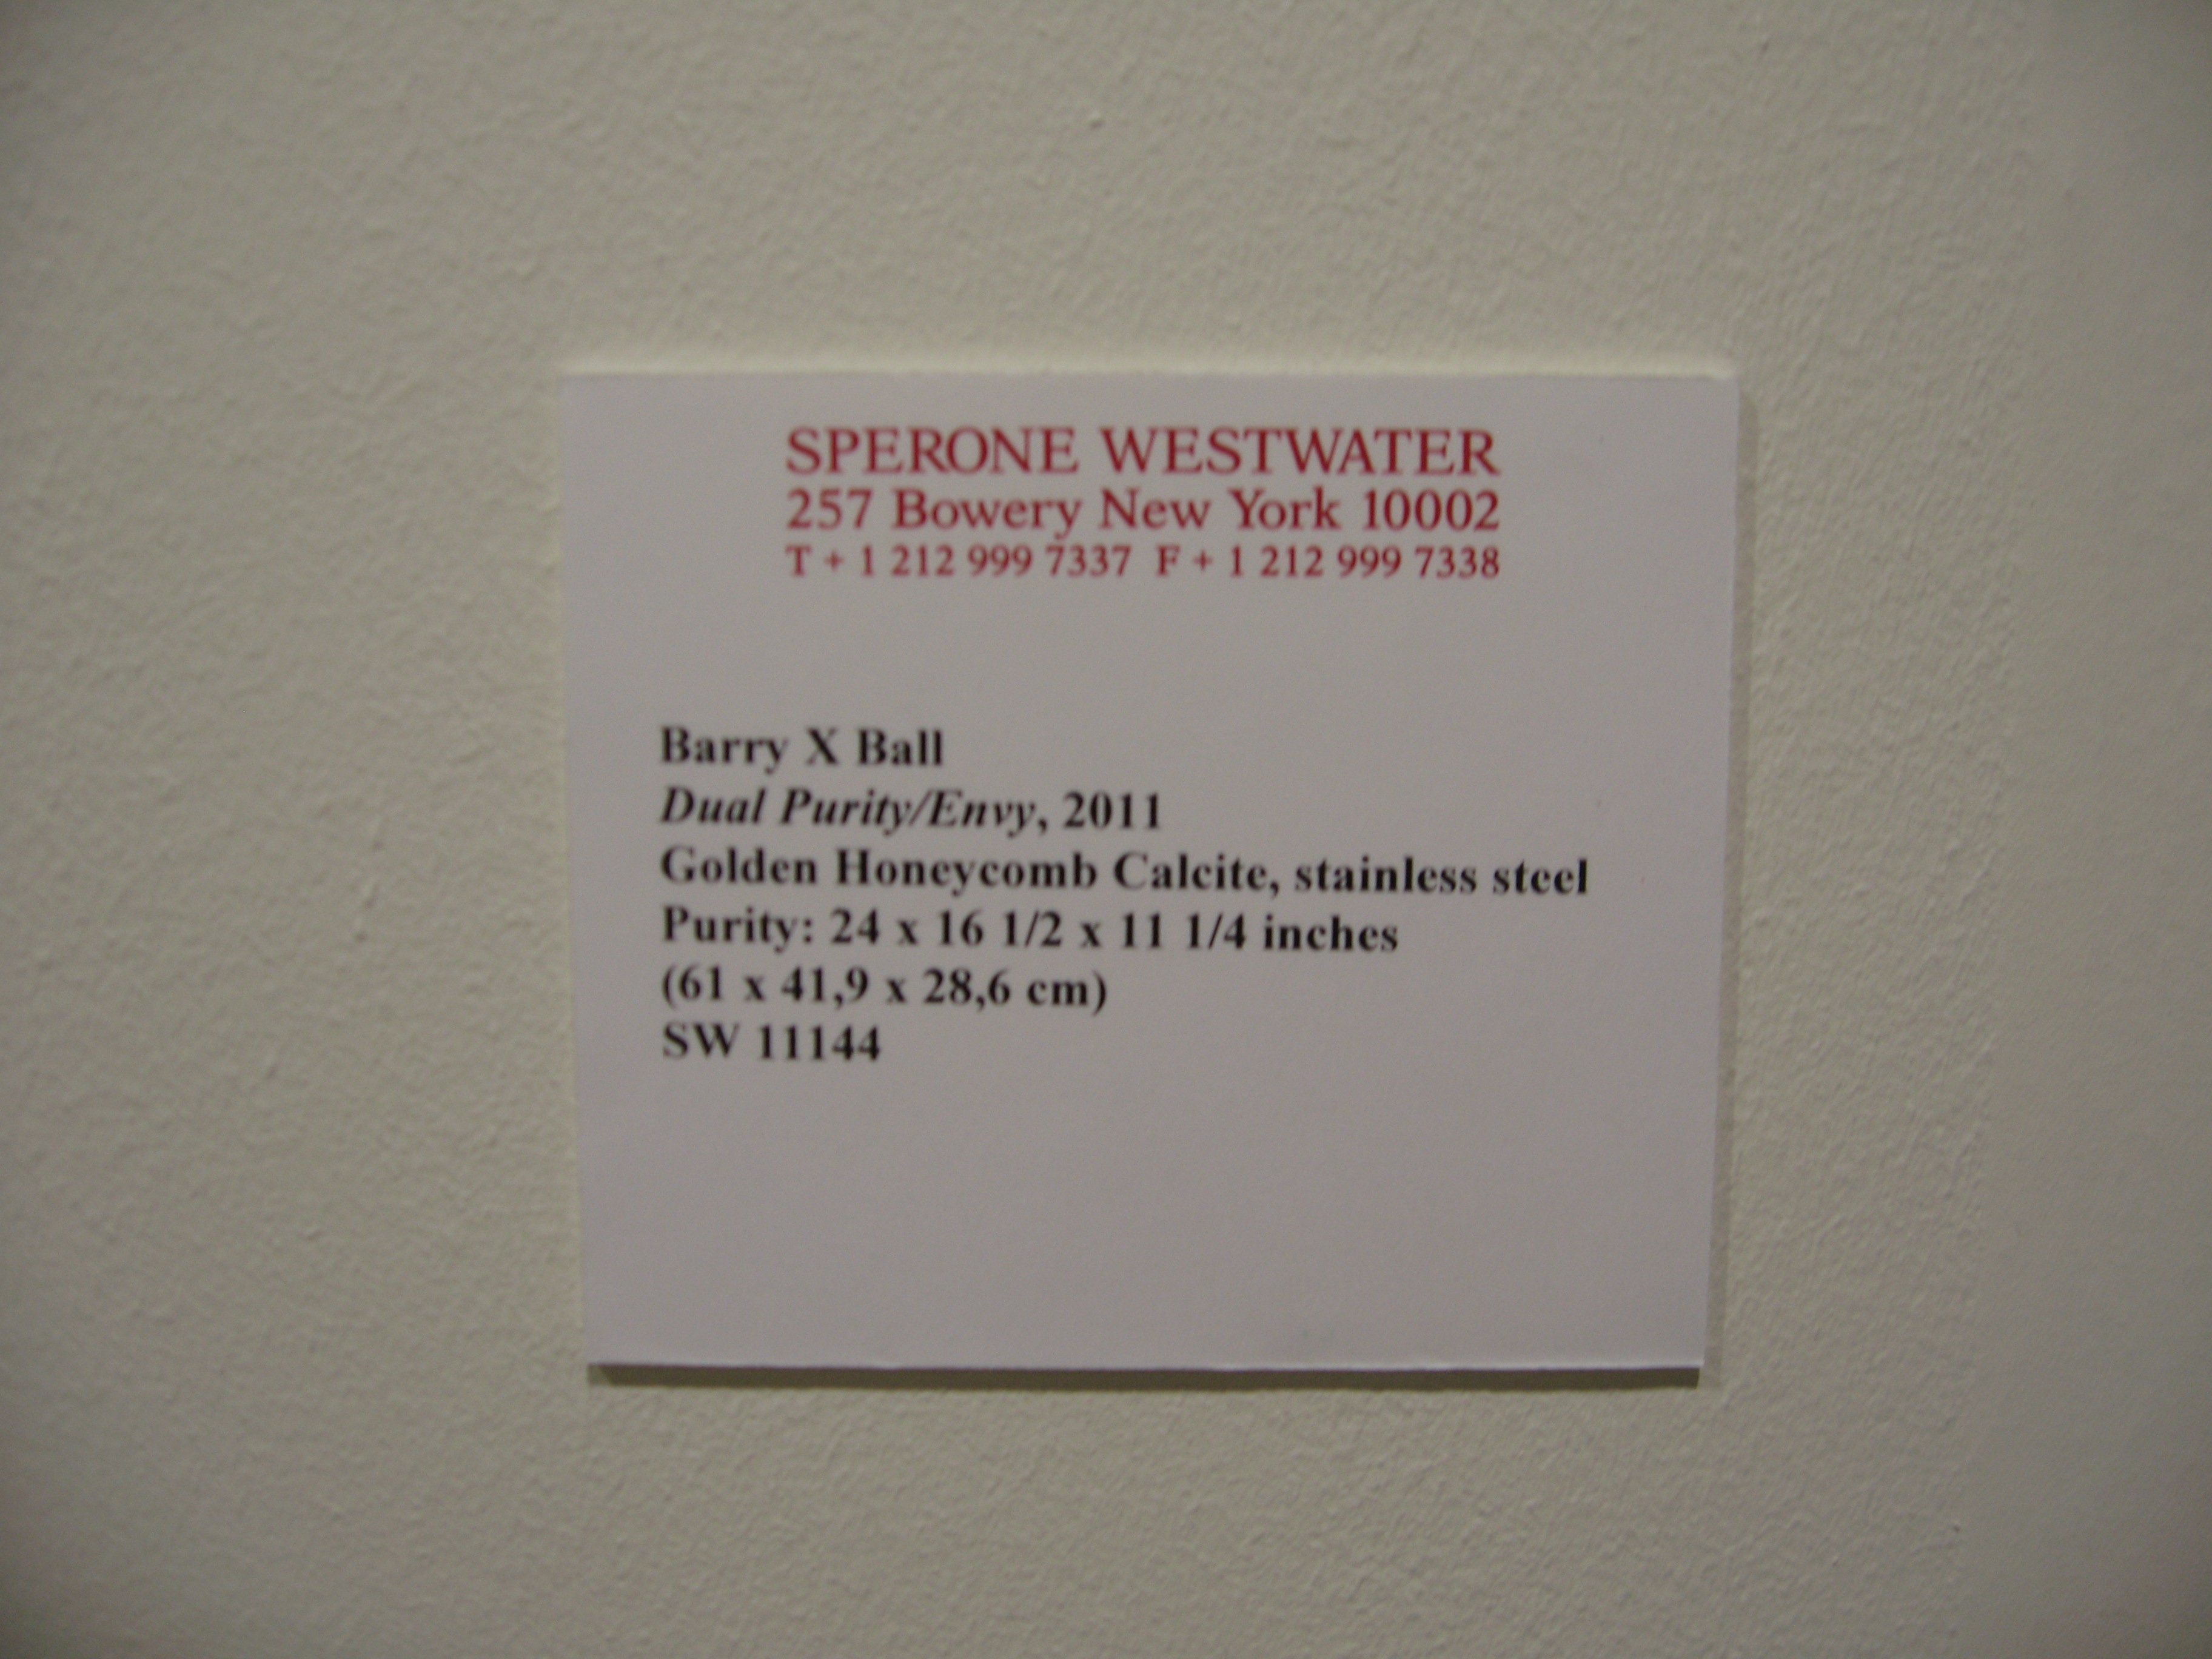 SPERONE WESTWATER
257 Bowery New York 10002
T + 1 212 999 7337 F + 1 212 999 7338
Barry X Ball
Dual Purity/Envy, 2011
Golden Honeycomb Calcite, stainless steel
Purity: 24 x 16 1/2 x 11 1/4 inches
(61 x 41,9 x 28,6 cm)
SW 11144